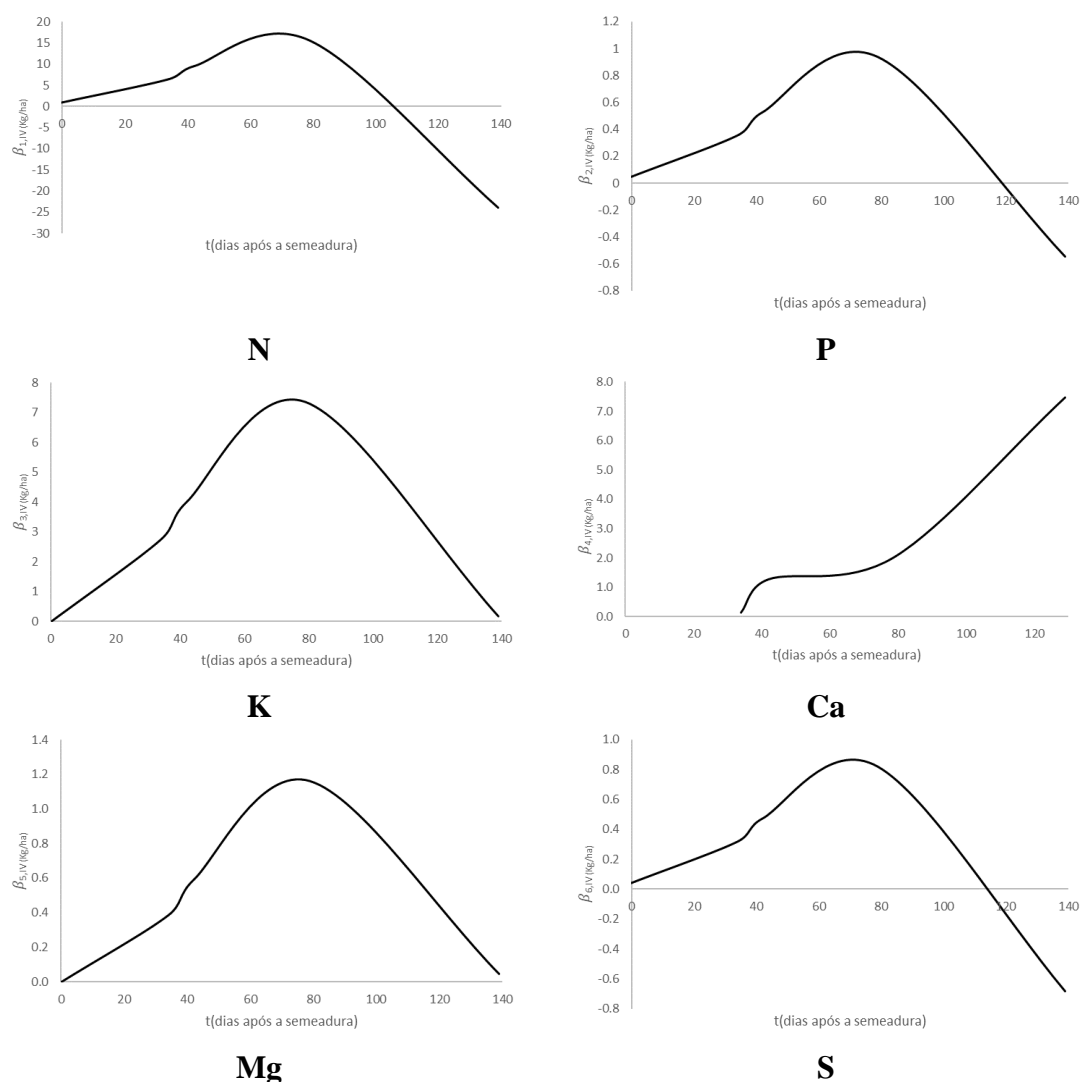 20
15
10
5
0
-5
-10
-15
-20
-25
-30
0 20 40 60 80 100 120 140
β1,IV (Kg/ha)
t(dias após a semeadura)
N
1.2
1
0.8
0.6
0.4
0.2
0
-0.2
-0.4
-0.6
-0.8
0 20 40 60 80 100 120 140
β2,IV (Kg/ha)
t(dias após a semeadura)
P
8
7
6
5
4
3
2
1
0
0 20 40 60 80 100 120 140
β3,IV (Kg/ha)
t(dias após a semeadura)
K
8.0
7.0
6.0
5.0
4.0
3.0
2.0
1.0
0.0
0 20 40 60 80 100 120
β4,IV (Kg/ha)
t(dias após a semeadura)
Ca
1.4
1.2
1.0
0.8
0.6
0.4
0.2
0.0
0 20 40 60 80 100 120 140
β5,IV (Kg/ha)
t(dias após a semeadura)
Mg
1.0
0.8
0.6
0.4
0.2
0.0
-0.2
-0.4
-0.6
-0.8
0 20 40 60 80 100 120 140
β6,IV (Kg/ha)
t(dias após a semeadura)
S